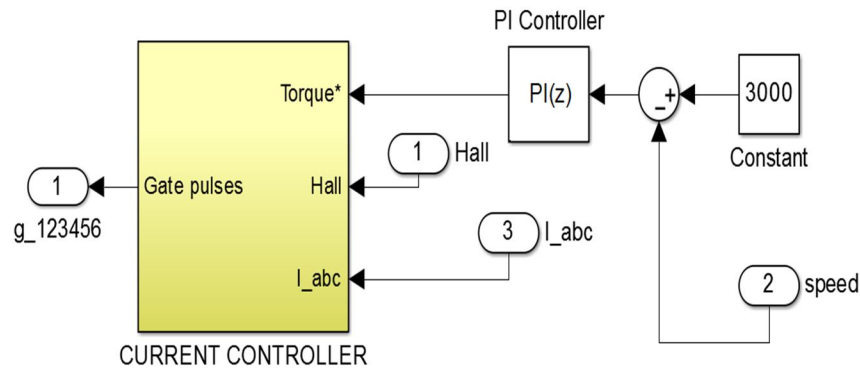 PI Controller
Torque*
PI(z)
_+
3000
Constant
1
Hall
1
Gate pulses
Hall
g_123456
3
I_abc
I_abc
2
speed
CURRENT CONTROLLER